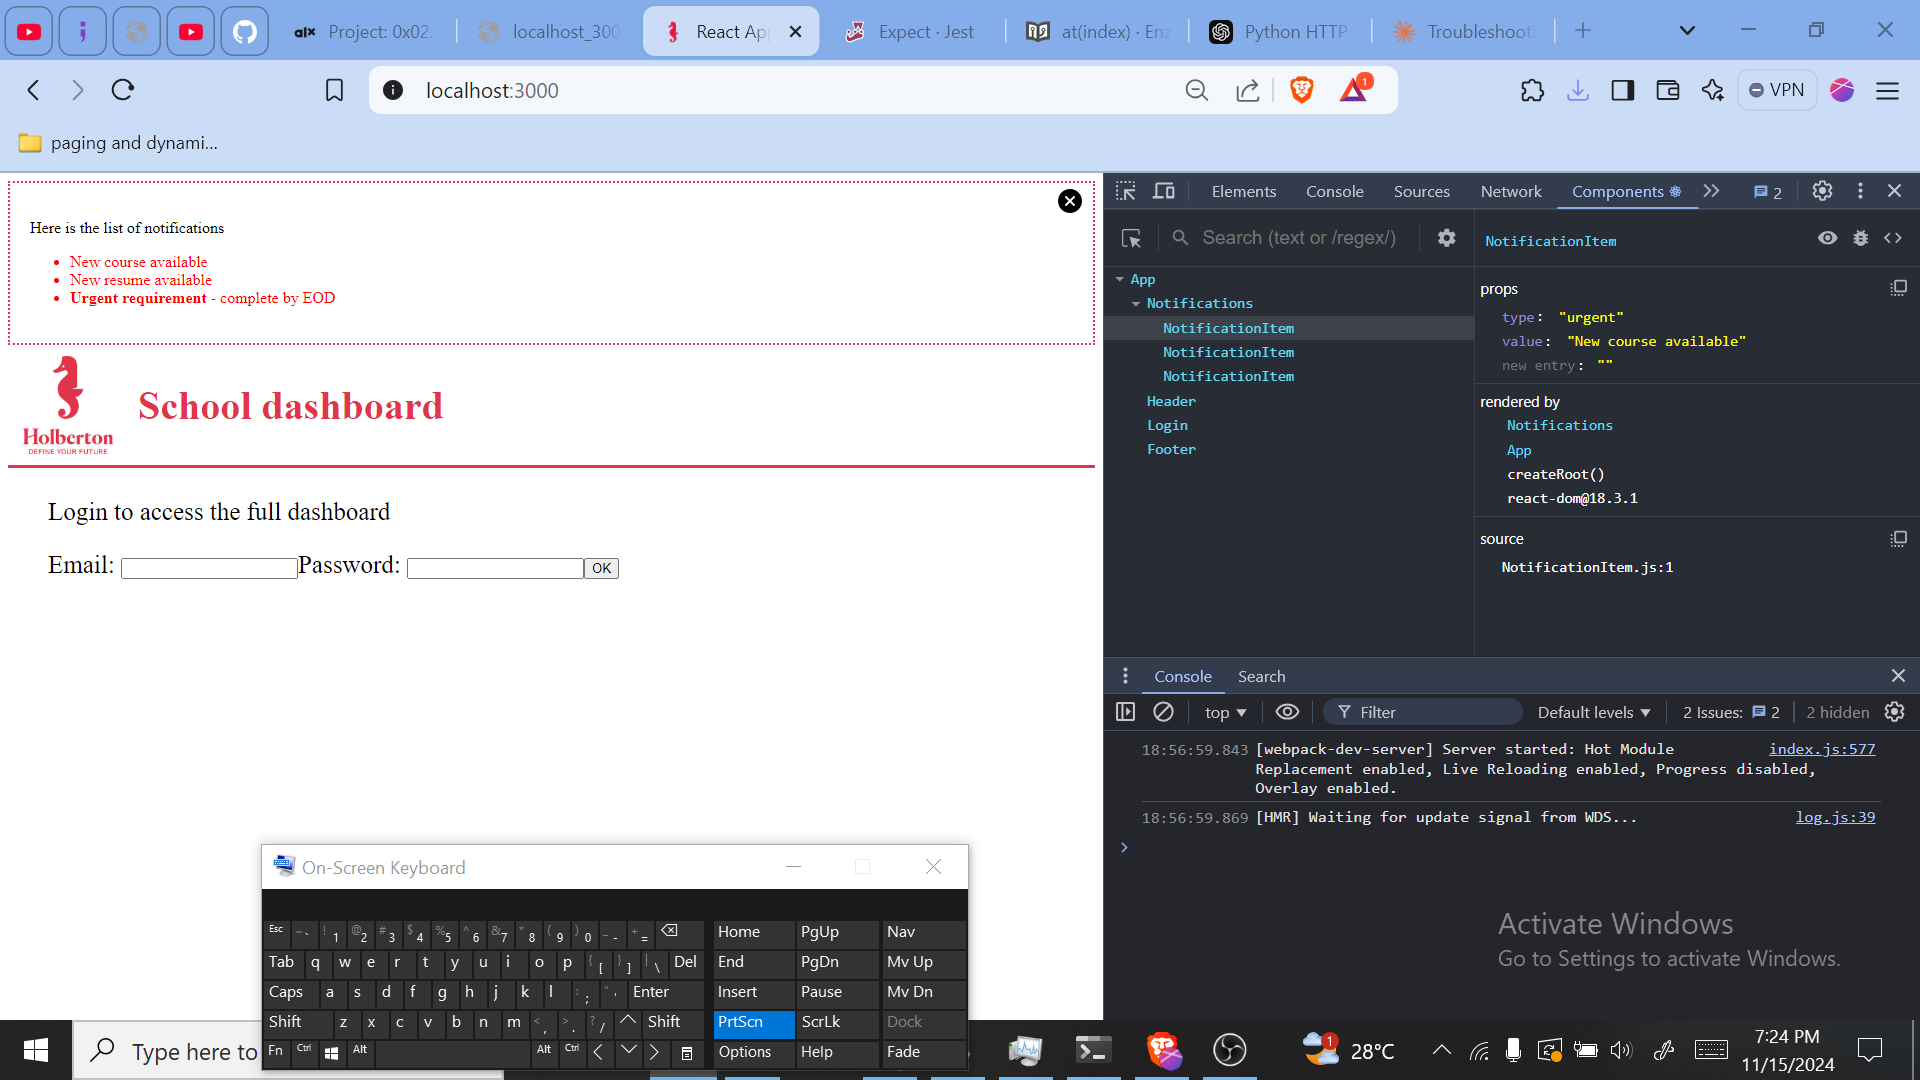 alx Project: 0x02.
localhost_300
React Ap
Expect · Jest
at(index) · Enz
Python HTTP
Troubleshooti
localhost:3000
1
VPN
paging and dynami...
Here is the list of notifications
New course available
New resume available
Urgent requirement - complete by EOD
Holberton
DEFINE YOUR FUTURE
School dashboard
Login to access the full dashboard
Email: Password: OK
Elements Console Sources Network Components 2
Search (text or /regex/)
App
Notifications
NotificationItem
NotificationItem
NotificationItem
Header
Login
Footer
NotificationItem
props
type: "urgent"
value: "New course available"
new entry: ""
rendered by
Notifications
App
createRoot()
react-dom@18.3.1
source
NotificationItem.js:1
Console Search
top Filter Default levels 2 Issues: 2 2 hidden
18:56:59.843 [webpack-dev-server] Server started: Hot Module index.js:577
Replacement enabled, Live Reloading enabled, Progress disabled,
Overlay enabled.
18:56:59.869 [HMR] Waiting for update signal from WDS... log.js:39
Activate Windows
Go to Settings to activate Windows.
On-Screen Keyboard
Esc ~ ` ! 1 @ 2 # 3 $ 4 % 5 ^ 6 & 7 * 8 ( 9 ) 0 _ - + = Home PgUp Nav
Tab q w e r t y u i o p { [ } ] | \ Del End PgDn Mv Up
Caps a s d f g h j k l : ; " ' Enter Insert Pause Mv Dn
Shift z x c v b n m < , > . ? / Shift PrtScn ScrLk Dock
Fn Ctrl Alt Alt Ctrl Options Help Fade
Type here to
1 28°C
7:24 PM
11/15/2024